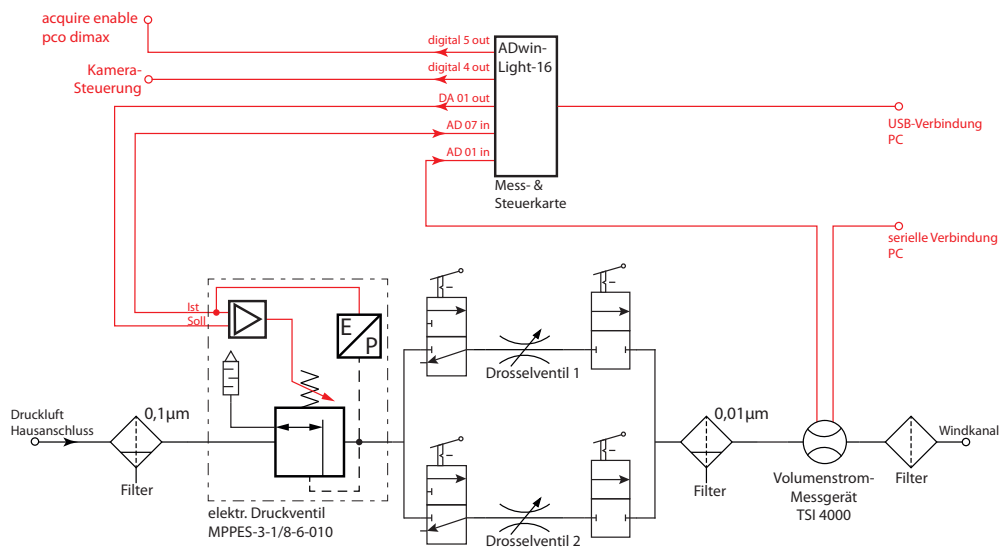 acquire enable
pco dimax
Kamera-
Steuerung
digital 5 out
digital 4 out
DA 01 out
AD 07 in
AD 01 in
ADwin-
Light-16
Mess- &
Steuerkarte
USB-Verbindung
PC
serielle Verbindung
PC
Ist
Soll
E
P
Drosselventil 1
Druckluft
Hausanschluss
0,1µm
Filter
elektr. Druckventil
MPPES-3-1/8-6-010
Drosselventil 2
0,01µm
Filter
Volumenstrom-
Messgerät
TSI 4000
Filter
Windkanal